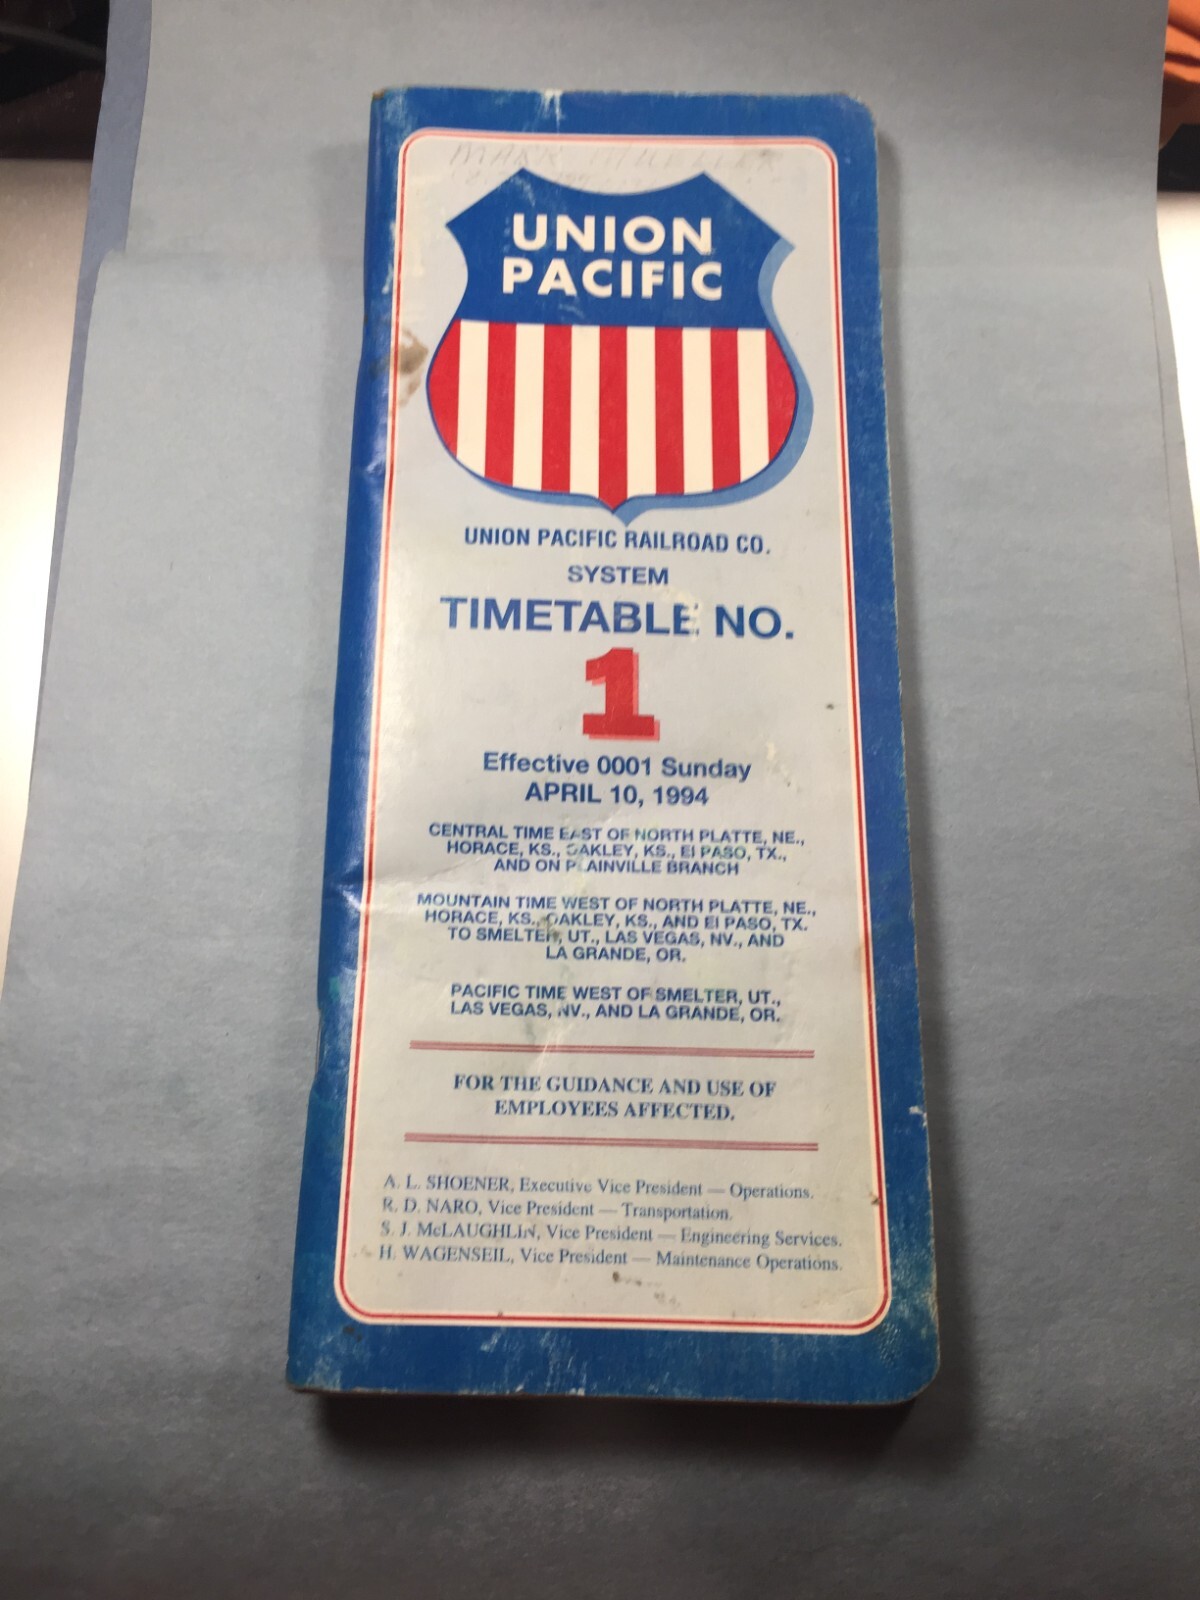 UNION
PACIFIC
UNION PACIFIC RAILROAD CO.
SYSTEM
TIMETABLE NO.
1
Effective 0001 Sunday
APRIL 10, 1994
CENTRAL TIME EAST OF NORTH PLATTE, NE.,
HORACE, KS., OAKLEY, KS., El PASO, TX.,
AND ON PLAINVILLE BRANCH
MOUNTAIN TIME WEST OF NORTH PLATTE, NE.,
HORACE, KS., OAKLEY, KS., AND El PASO, TX.
TO SMELTER, UT., LAS VEGAS, NV., AND
LA GRANDE, OR.
PACIFIC TIME WEST OF SMELTER, UT.,
LAS VEGAS, NV., AND LA GRANDE, OR.
FOR THE GUIDANCE AND USE OF
EMPLOYEES AFFECTED.
A. L. SHOENER, Executive Vice President — Operations.
R. D. NARO, Vice President — Transportation.
S. J. McLAUGHLIN, Vice President — Engineering Services.
H. WAGENSEIL, Vice President — Maintenance Operations.